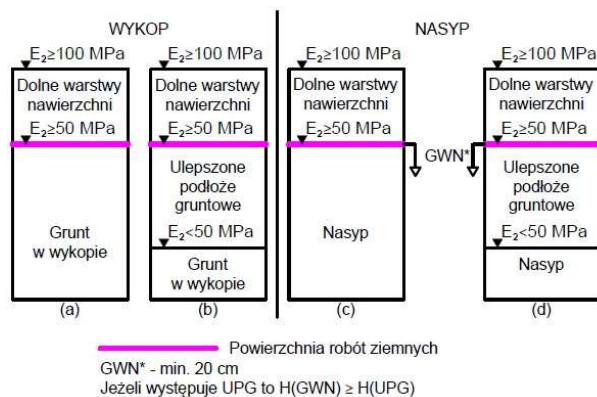 WYKOP
NASYP
E₂≥100 MPa
E₂≥100 MPa
E₂≥100 MPa
E₂≥100 MPa
Dolne warstwy
nawierzchni
Dolne warstwy
nawierzchni
Dolne warstwy
nawierzchni
Dolne warstwy
nawierzchni
E₂≥50 MPa
E₂≥50 MPa
E₂≥50 MPa
E₂≥50 MPa
GWN*
Grunt
w wykopie
Ulepszone
podłoże
gruntowe
Nasyp
Ulepszone
podłoże
gruntowe
E₂<50 MPa
E₂<50 MPa
Grunt
w wykopie
Nasyp
(a)
(b)
(c)
(d)
Powierzchnia robót ziemnych
GWN* - min. 20 cm
Jeżeli występuje UPG to H(GWN) ≥ H(UPG)